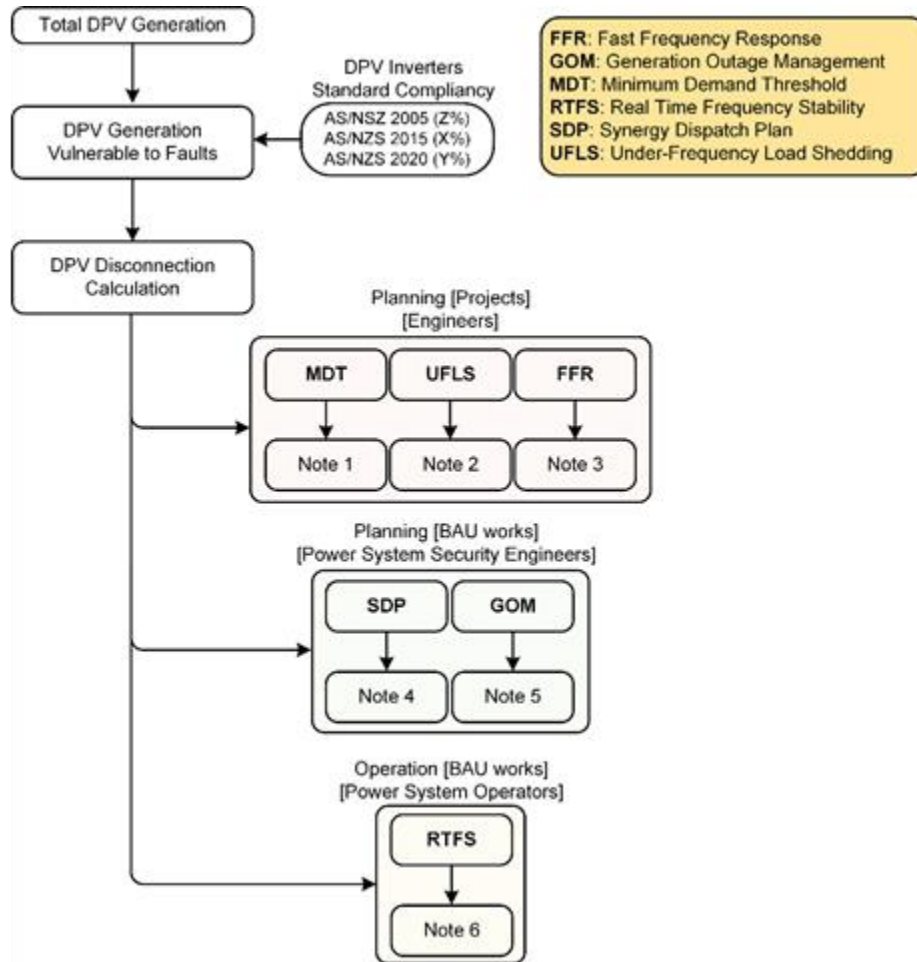 Total DPV Generation
DPV Inverters
Standard Compliancy
AS/NSZ 2005 (Z%)
AS/NZS 2015 (X%)
AS/NZS 2020 (Y%)
DPV Generation
Vulnerable to Faults
FFR: Fast Frequency Response
GOM: Generation Outage Management
MDT: Minimum Demand Threshold
RTFS: Real Time Frequency Stability
SDP: Synergy Dispatch Plan
UFLS: Under-Frequency Load Shedding
DPV Disconnection
Calculation
Planning [Projects]
[Engineers]
MDT
UFLS
FFR
Note 1
Note 2
Note 3
Planning [BAU works]
[Power System Security Engineers]
SDP
GOM
Note 4
Note 5
Operation [BAU works]
[Power System Operators]
RTFS
Note 6